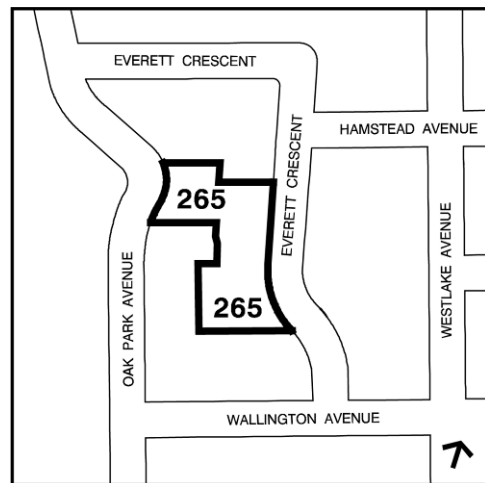 EVERETT CRESCENT
HAMSTEAD AVENUE
EVERETT CRESCENT
265
OAK PARK AVENUE
WESTLAKE AVENUE
265
WALLINGTON AVENUE